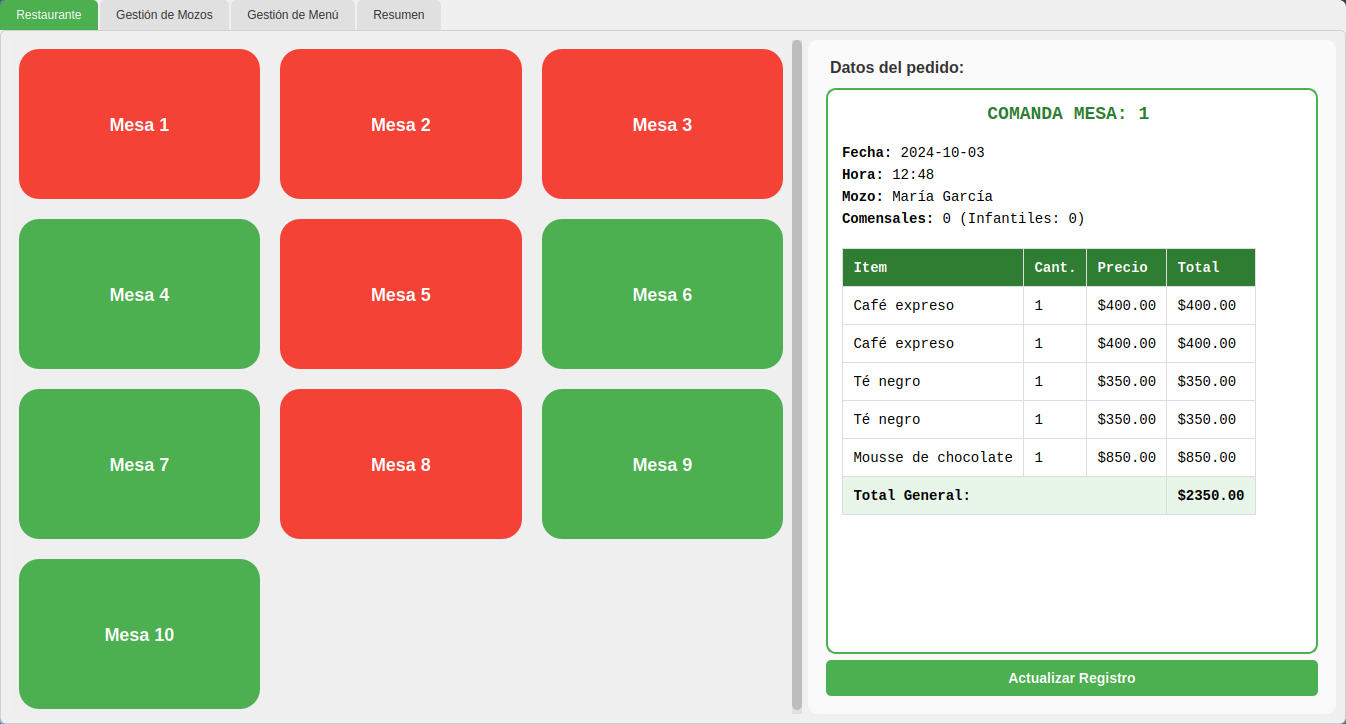 Restaurante Gestión de Mozos Gestión de Menú Resumen
Mesa 1 Mesa 2 Mesa 3
Mesa 4 Mesa 5 Mesa 6
Mesa 7 Mesa 8 Mesa 9
Mesa 10
Datos del pedido:
COMANDA MESA: 1
Fecha: 2024-10-03
Hora: 12:48
Mozo: María García
Comensales: 0 (Infantiles: 0)
Item Cant. Precio Total
Café expreso 1 $400.00 $400.00
Café expreso 1 $400.00 $400.00
Té negro 1 $350.00 $350.00
Té negro 1 $350.00 $350.00
Mousse de chocolate 1 $850.00 $850.00
Total General: $2350.00
Actualizar Registro